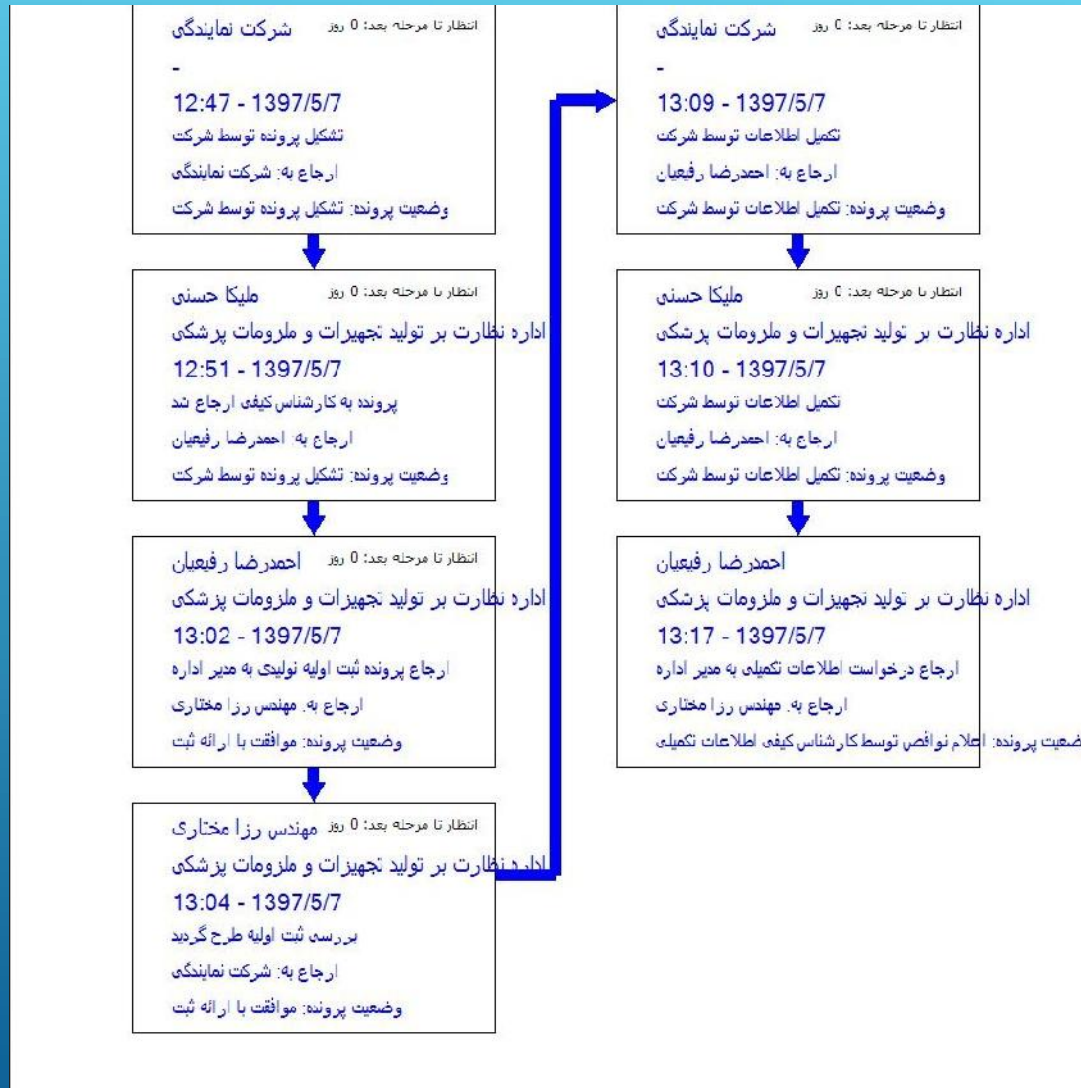 انتظار تا مرحله بعد: 0 روز
شرکت نمایندگی
-
1397/5/7 - 12:47
تشکیل پرونده توسط شرکت
ارجاع به: شرکت نمایندگی
وضعیت پرونده: تشکیل پرونده توسط شرکت
انتظار تا مرحله بعد: 0 روز
ملیکا حسنی
اداره نظارت بر تولید تجهیزات و ملزومات پزشکی
1397/5/7 - 12:51
پرونده به کارشناس کیفی ارجاع شد
ارجاع به: احمدرضا رفیعیان
وضعیت پرونده: تشکیل پرونده توسط شرکت
انتظار تا مرحله بعد: 0 روز
احمدرضا رفیعیان
اداره نظارت بر تولید تجهیزات و ملزومات پزشکی
1397/5/7 - 13:02
ارجاع پرونده ثبت اولیه تولیدی به مدیر اداره
ارجاع به: مهندس رزا مختاری
وضعیت پرونده: موافقت با ارائه ثبت
انتظار تا مرحله بعد: 0 روز
مهندس رزا مختاری
اداره نظارت بر تولید تجهیزات و ملزومات پزشکی
1397/5/7 - 13:04
بررسی ثبت اولیه طرح گردید
ارجاع به: شرکت نمایندگی
وضعیت پرونده: موافقت با ارائه ثبت
انتظار تا مرحله بعد: 0 روز
شرکت نمایندگی
-
1397/5/7 - 13:09
تکمیل اطلاعات توسط شرکت
ارجاع به: احمدرضا رفیعیان
وضعیت پرونده: تکمیل اطلاعات توسط شرکت
انتظار تا مرحله بعد: 0 روز
ملیکا حسنی
اداره نظارت بر تولید تجهیزات و ملزومات پزشکی
1397/5/7 - 13:10
تکمیل اطلاعات توسط شرکت
ارجاع به: احمدرضا رفیعیان
وضعیت پرونده: تکمیل اطلاعات توسط شرکت
احمدرضا رفیعیان
اداره نظارت بر تولید تجهیزات و ملزومات پزشکی
1397/5/7 - 13:17
ارجاع درخواست اطلاعات تکمیلی به مدیر اداره
ارجاع به: مهندس رزا مختاری
ضعیت پرونده: اعلام نواقص توسط کارشناس کیفی اطلاعات تکمیلی